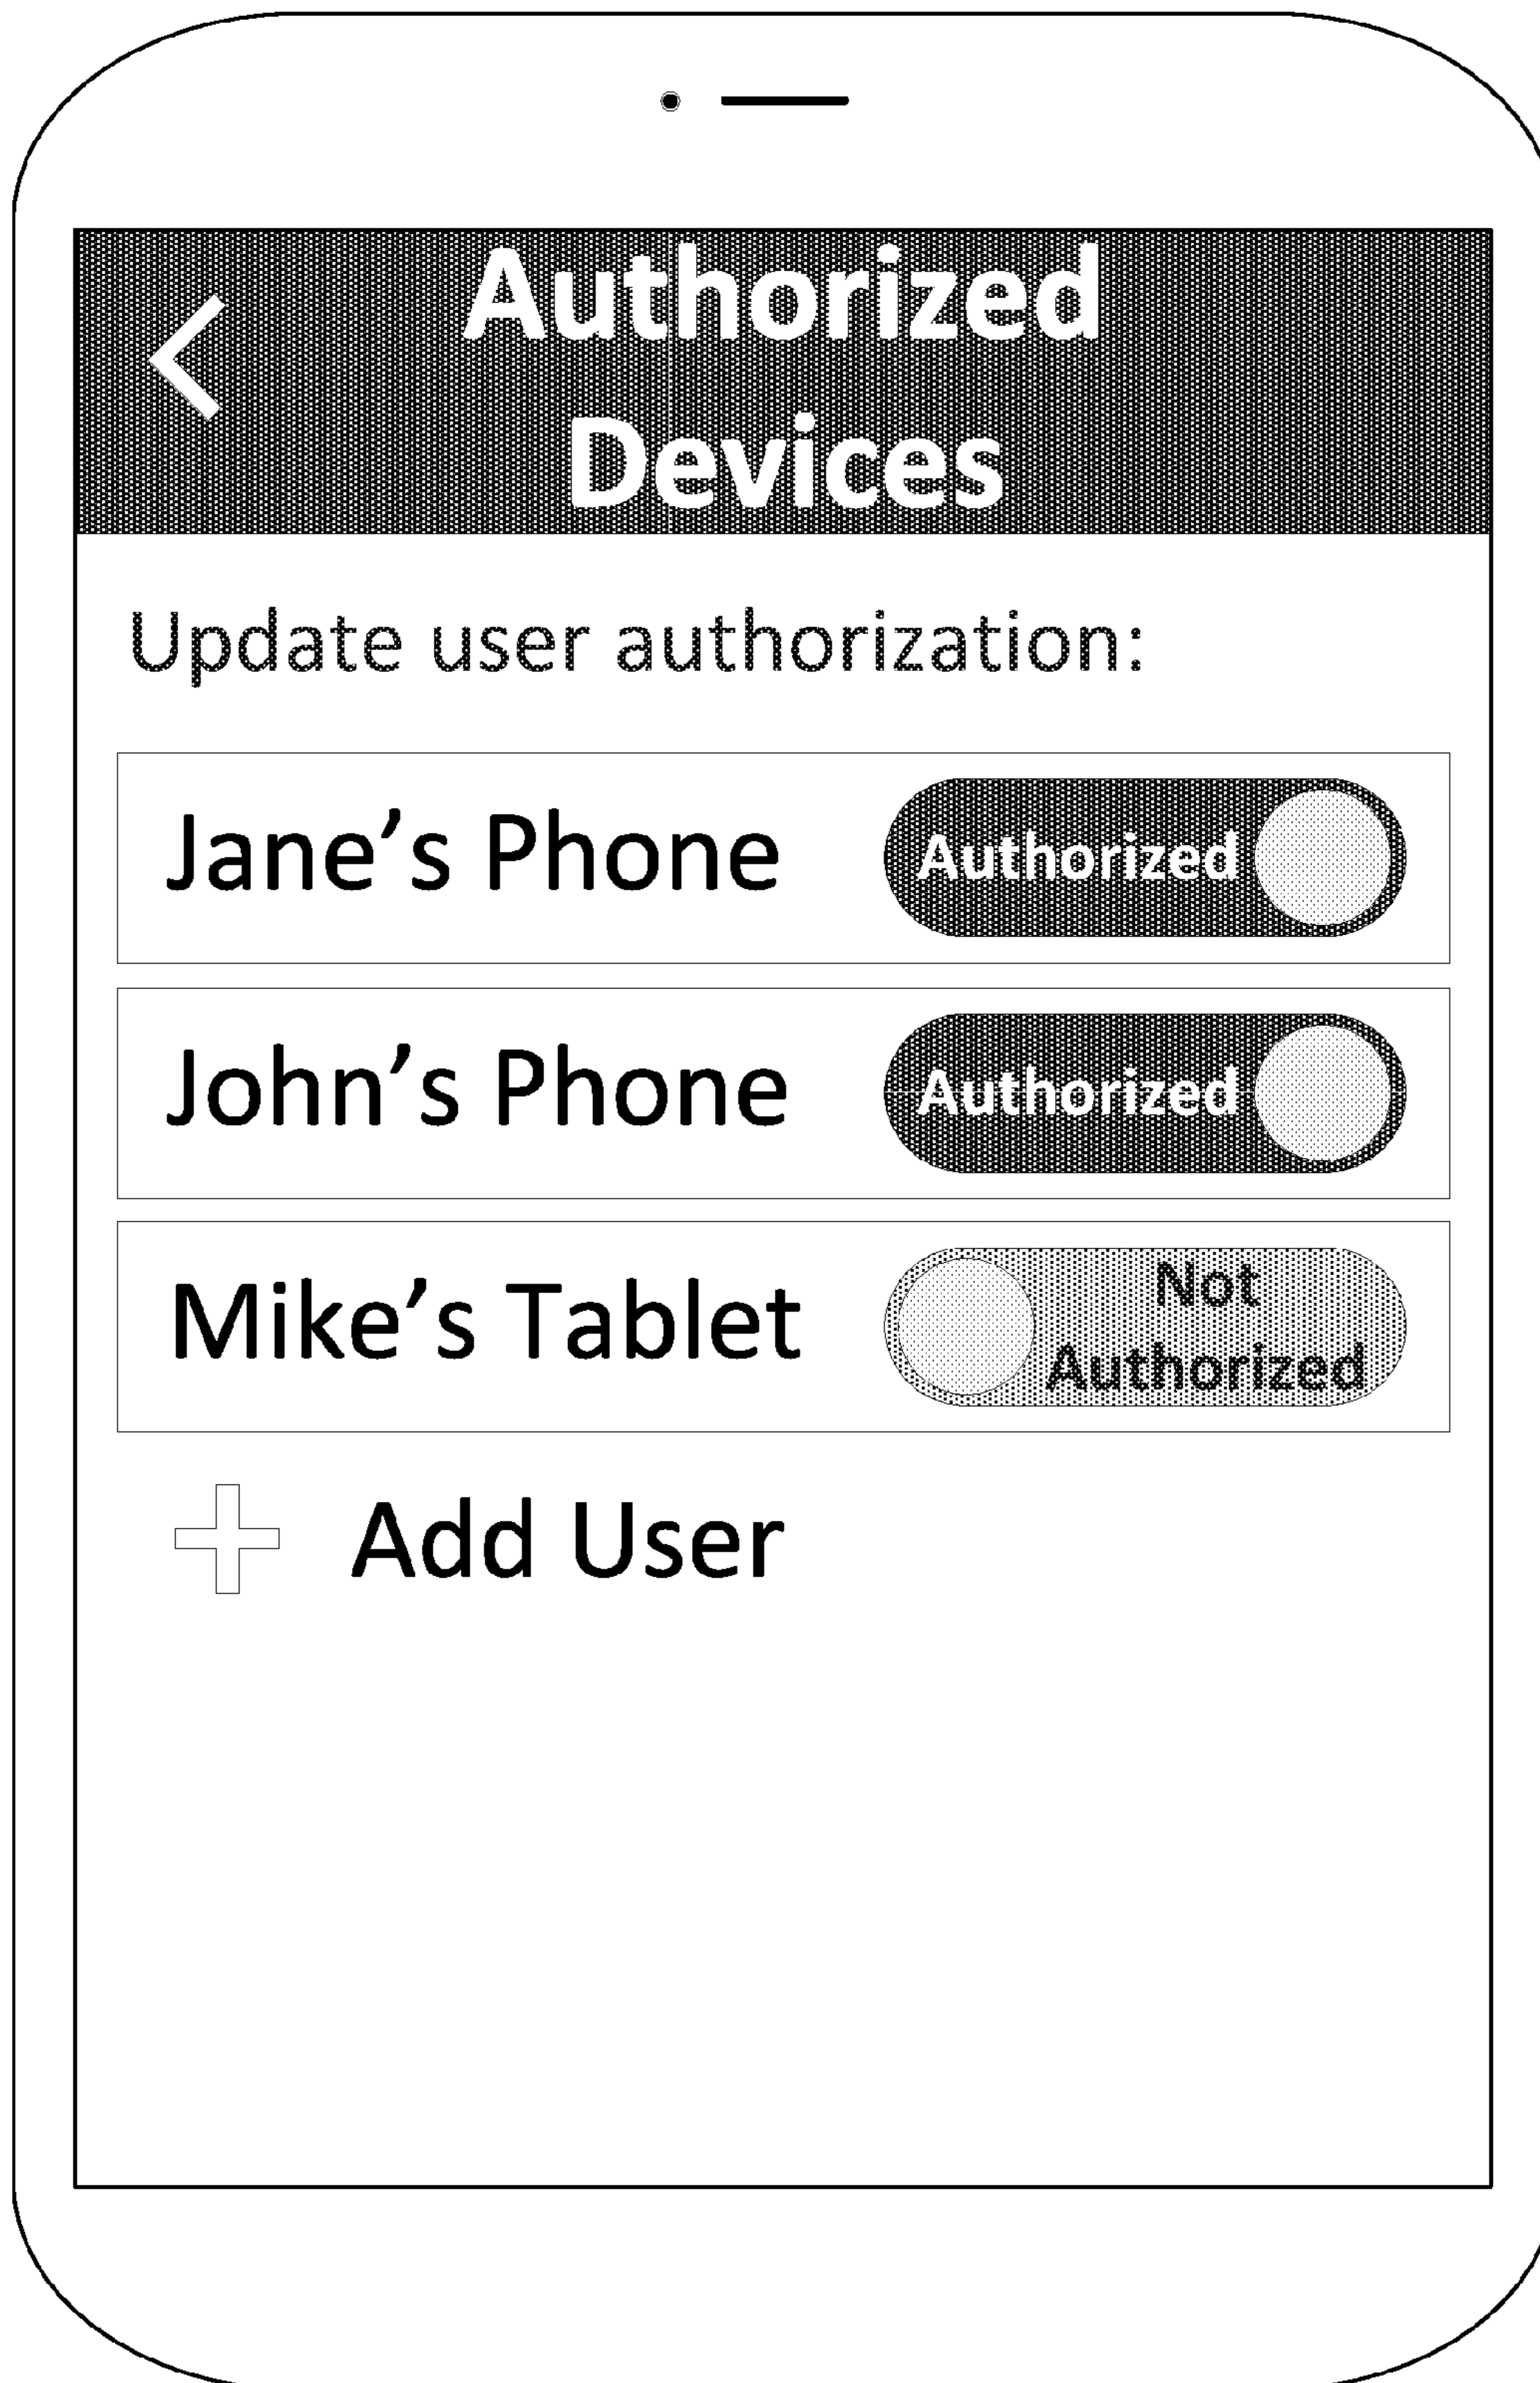 Authorized
Devices
Update user authorization:
Jane’s Phone Authorized
John’s Phone Authorized
Mike’s Tablet Not
Authorized
Add User